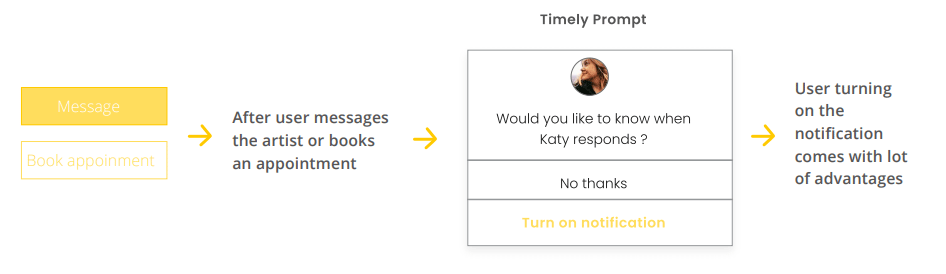 Timely Prompt
Message
Book appoinment
After user messages
the artist or books
an appointment
Would you like to know when
Katy responds ?
No thanks
Turn on notification
User turning
on the
notification
comes with lot
of advantages